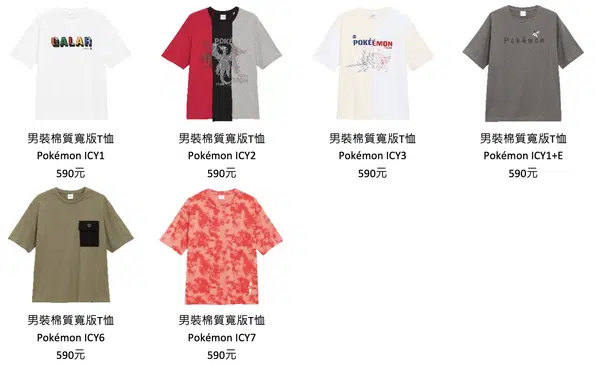 GALAR
POKÉ
POKÉEMON
Pokémon
男裝棉質寬版T恤
Pokémon ICY1
590元
男裝棉質寬版T恤
Pokémon ICY2
590元
男裝棉質寬版T恤
Pokémon ICY3
590元
男裝棉質寬版T恤
Pokémon ICY1+E
590元
男裝棉質寬版T恤
Pokémon ICY6
590元
男裝棉質寬版T恤
Pokémon ICY7
590元